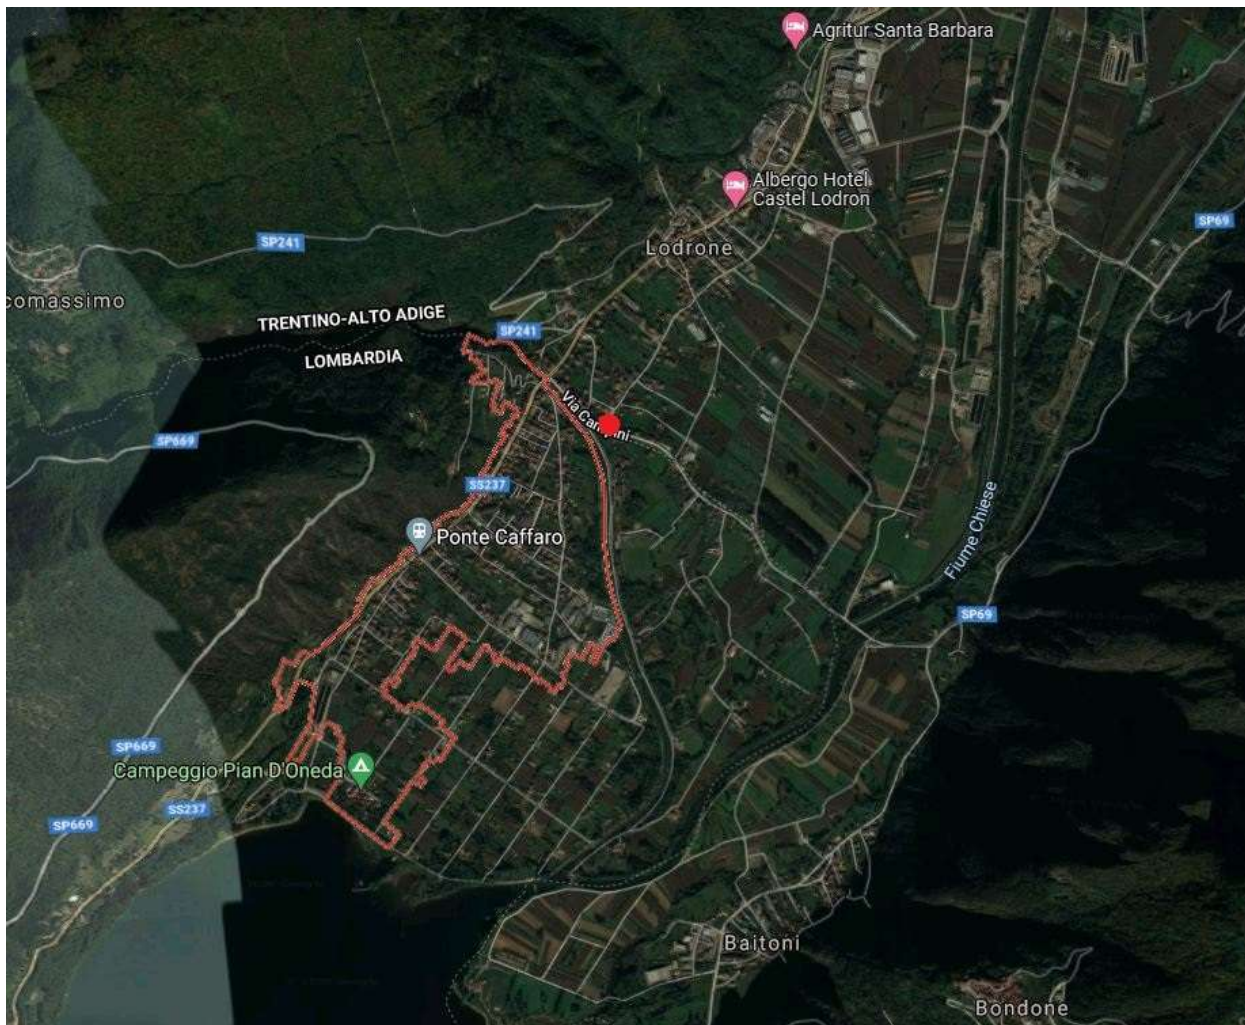 Agritur Santa Barbara
Albergo Hotel
Castel Lodron
Lodrone
SP69
SP241
comassimo
TRENTINO-ALTO ADIGE
SP241
LOMBARDIA
SP669
SS237
Ponte Caffaro
Fiume Chiese
SP69
SP669
Campeggio Pian D'Oneda
SS237
SP669
Baitoni
Bondone